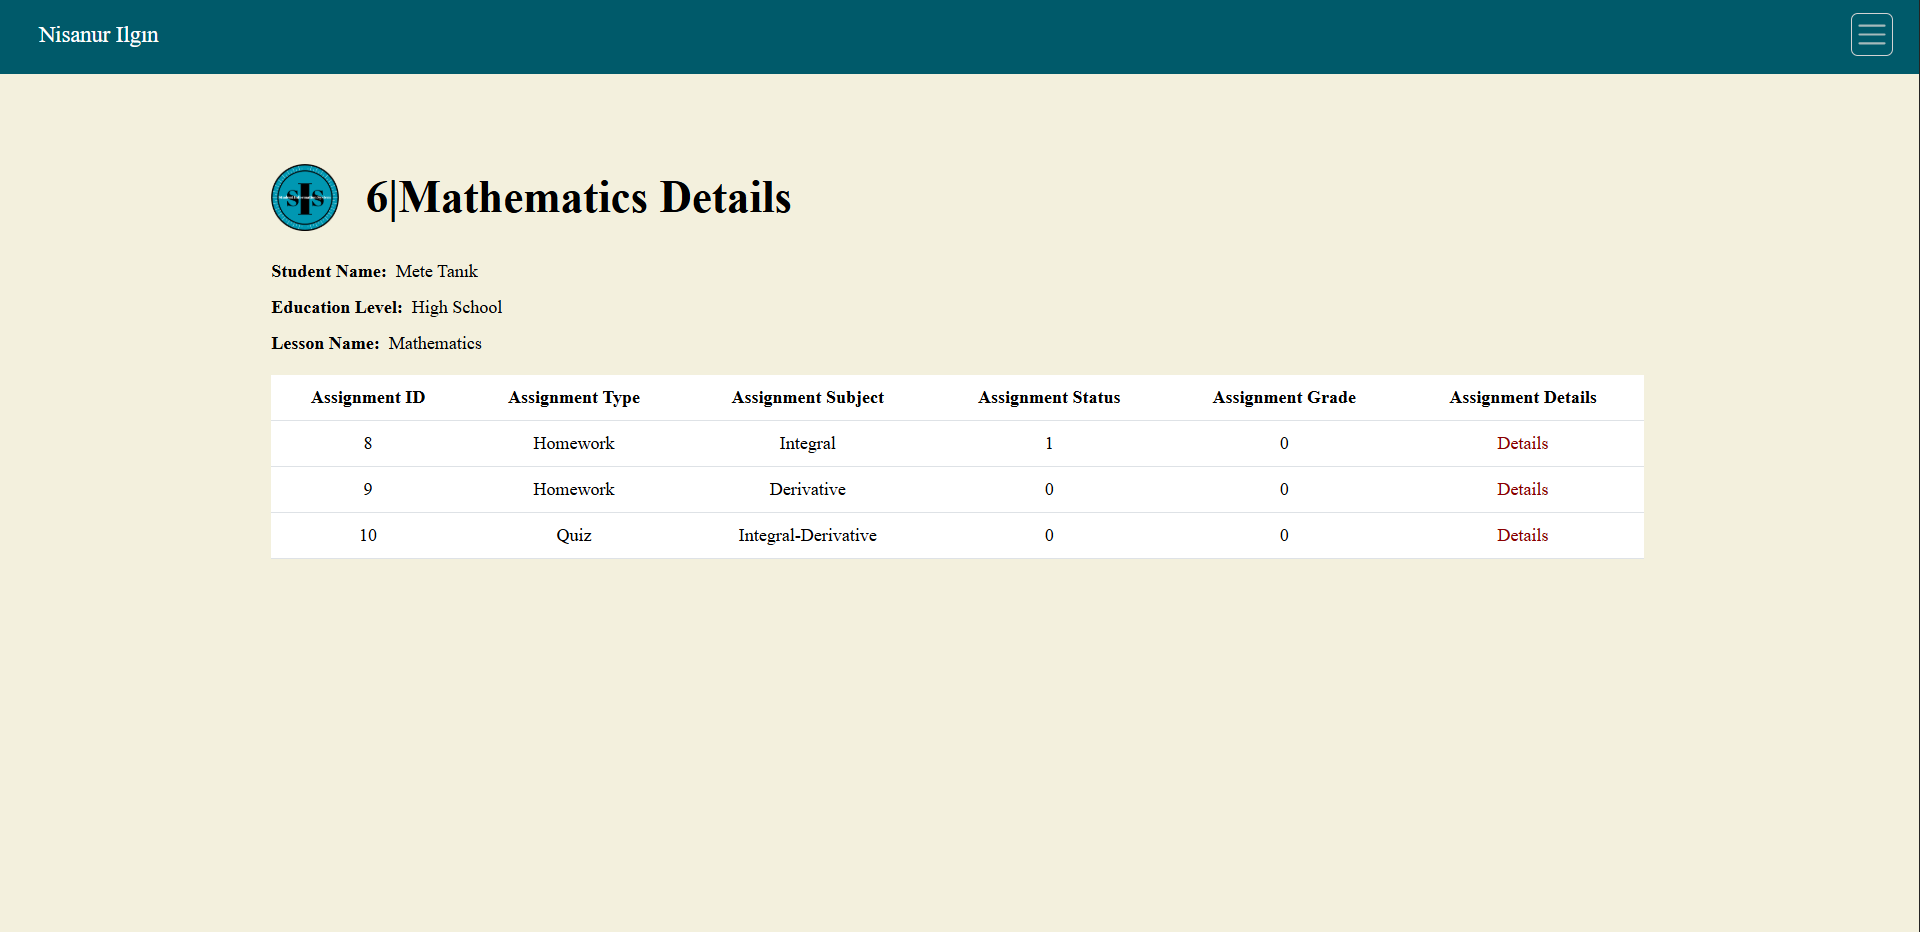 Nisanur Ilgın
SIS
6|Mathematics Details
Student Name: Mete Tanık
Education Level: High School
Lesson Name: Mathematics
Assignment ID Assignment Type Assignment Subject Assignment Status Assignment Grade Assignment Details
8 Homework Integral 1 0 Details
9 Homework Derivative 0 0 Details
10 Quiz Integral-Derivative 0 0 Details